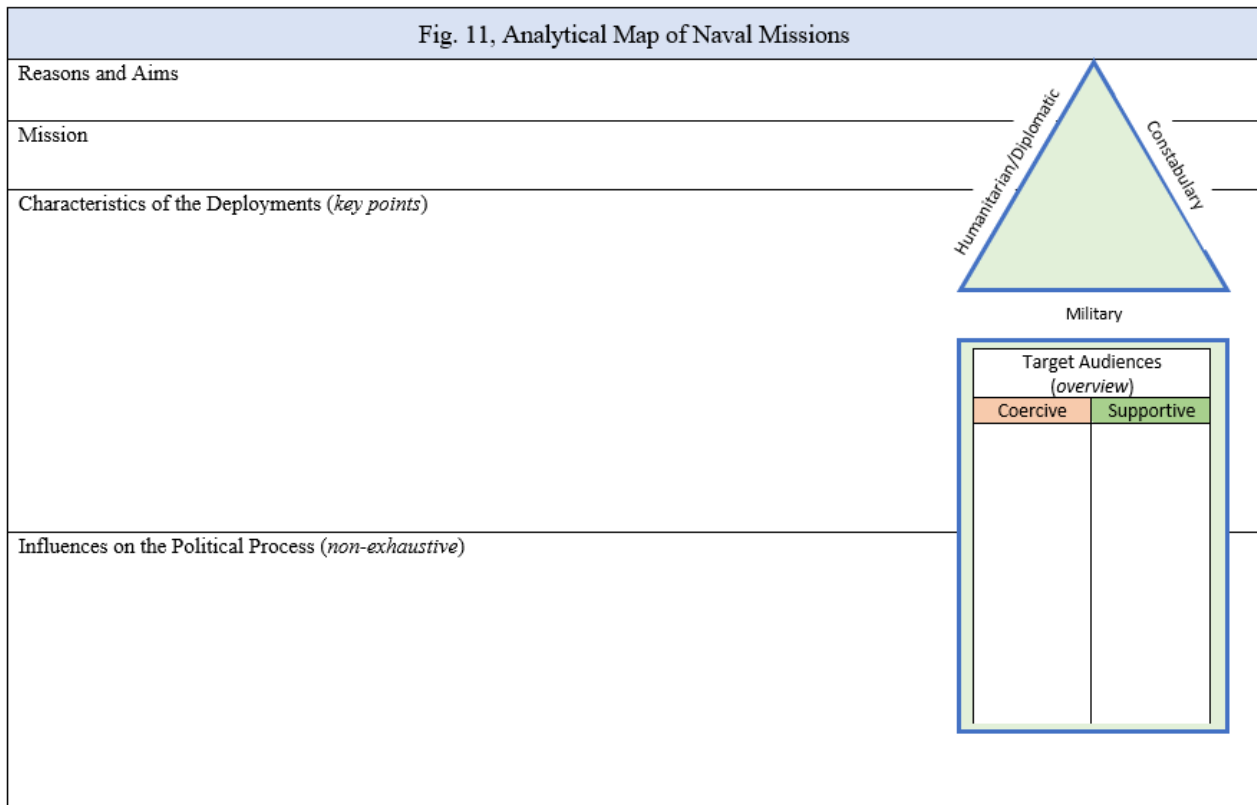 Fig. 11, Analytical Map of Naval Missions
Reasons and Aims
Mission
Characteristics of the Deployments (key points)
Humanitarian/Diplomatic
Constabulary
Military
Target Audiences
(overview)
Coercive
Supportive
Influences on the Political Process (non-exhaustive)